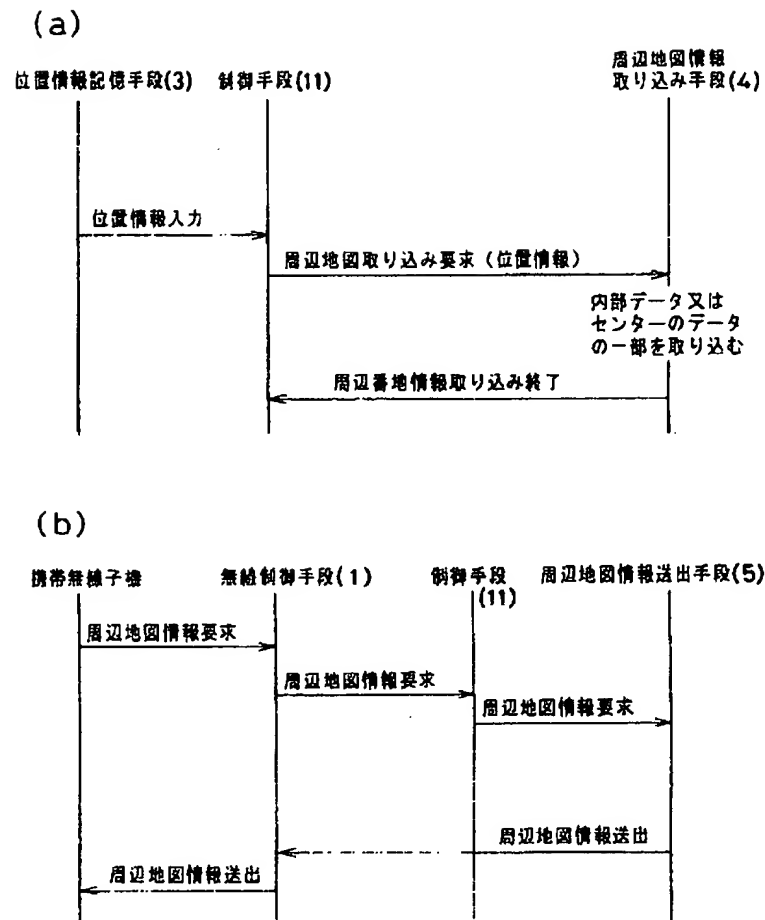 (a)
位置情報記憶手段(3)
制御手段(11)
周辺地図情報
取り込み手段(4)
位置情報入力
周辺地図取り込み要求（位置情報）
内部データ又は
センターのデータ
の一部を取り込む
周辺番地情報取り込み終了
(b)
携帯無線子機
無線制御手段(1)
制御手段
(11)
周辺地図情報送出手段(5)
周辺地図情報要求
周辺地図情報要求
周辺地図情報要求
周辺地図情報送出
周辺地図情報送出